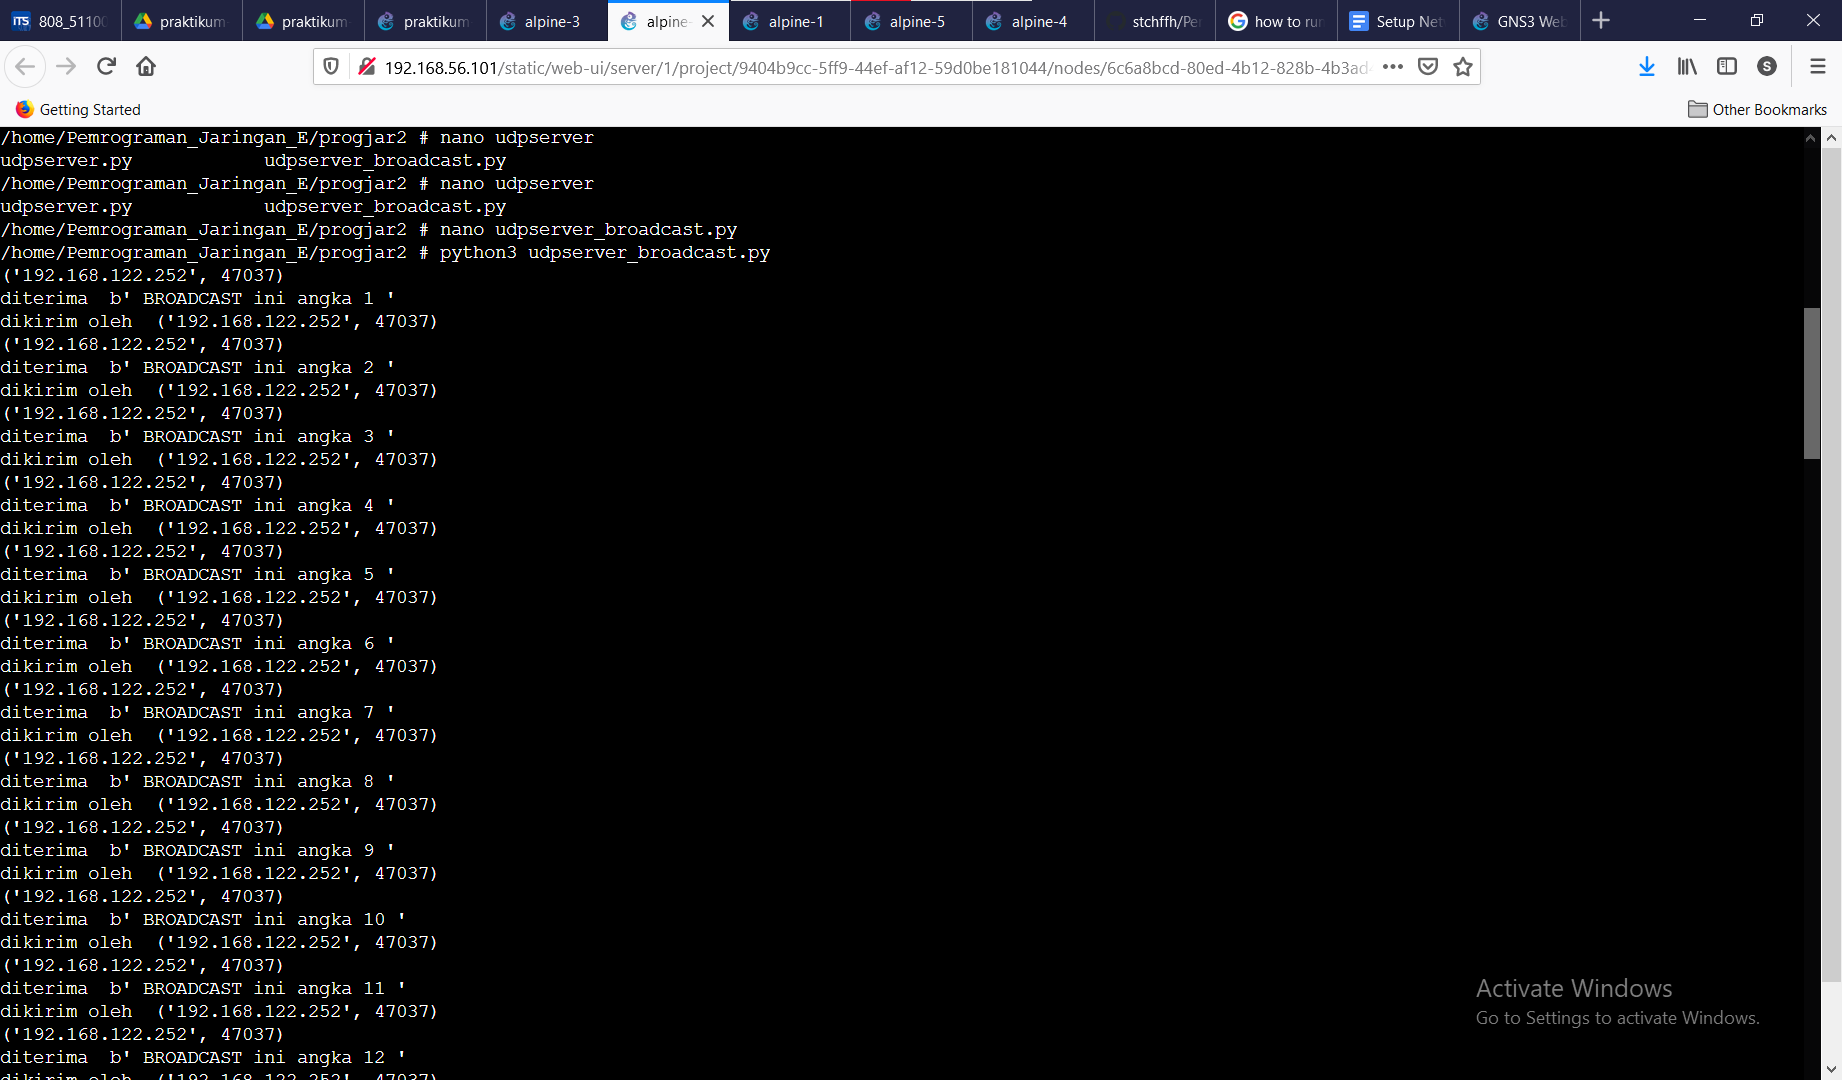 808_51100
praktikum
praktikum
praktikum
alpine-3
alpine-
alpine-1
alpine-5
alpine-4
stchffh/Pe
how to run
Setup Net
GNS3 Web
192.168.56.101/static/web-ui/server/1/project/9404b9cc-5ff9-44ef-af12-59d0be181044/nodes/6c6a8bcd-80ed-4b12-828b-4b3ad
S
Getting Started
Other Bookmarks
/home/Pemrograman_Jaringan_E/progjar2 # nano udpserver
udpserver.py            udpserver_broadcast.py
/home/Pemrograman_Jaringan_E/progjar2 # nano udpserver
udpserver.py            udpserver_broadcast.py
/home/Pemrograman_Jaringan_E/progjar2 # nano udpserver_broadcast.py
/home/Pemrograman_Jaringan_E/progjar2 # python3 udpserver_broadcast.py
('192.168.122.252', 47037)
diterima  b' BROADCAST ini angka 1 '
dikirim oleh  ('192.168.122.252', 47037)
('192.168.122.252', 47037)
diterima  b' BROADCAST ini angka 2 '
dikirim oleh  ('192.168.122.252', 47037)
('192.168.122.252', 47037)
diterima  b' BROADCAST ini angka 3 '
dikirim oleh  ('192.168.122.252', 47037)
('192.168.122.252', 47037)
diterima  b' BROADCAST ini angka 4 '
dikirim oleh  ('192.168.122.252', 47037)
('192.168.122.252', 47037)
diterima  b' BROADCAST ini angka 5 '
dikirim oleh  ('192.168.122.252', 47037)
('192.168.122.252', 47037)
diterima  b' BROADCAST ini angka 6 '
dikirim oleh  ('192.168.122.252', 47037)
('192.168.122.252', 47037)
diterima  b' BROADCAST ini angka 7 '
dikirim oleh  ('192.168.122.252', 47037)
('192.168.122.252', 47037)
diterima  b' BROADCAST ini angka 8 '
dikirim oleh  ('192.168.122.252', 47037)
('192.168.122.252', 47037)
diterima  b' BROADCAST ini angka 9 '
dikirim oleh  ('192.168.122.252', 47037)
('192.168.122.252', 47037)
diterima  b' BROADCAST ini angka 10 '
dikirim oleh  ('192.168.122.252', 47037)
('192.168.122.252', 47037)
diterima  b' BROADCAST ini angka 11 '
dikirim oleh  ('192.168.122.252', 47037)
('192.168.122.252', 47037)
diterima  b' BROADCAST ini angka 12 '
dikirim oleh  ('192.168.122.252', 47037)
Activate Windows
Go to Settings to activate Windows.